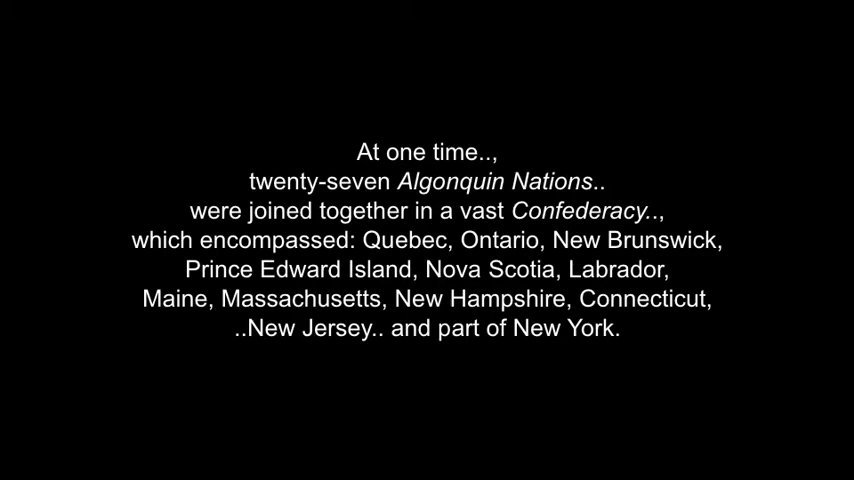 At one time..,
twenty-seven Algonquin Nations..
were joined together in a vast Confederacy..,
which encompassed: Quebec, Ontario, New Brunswick,
Prince Edward Island, Nova Scotia, Labrador,
Maine, Massachusetts, New Hampshire, Connecticut,
..New Jersey.. and part of New York.